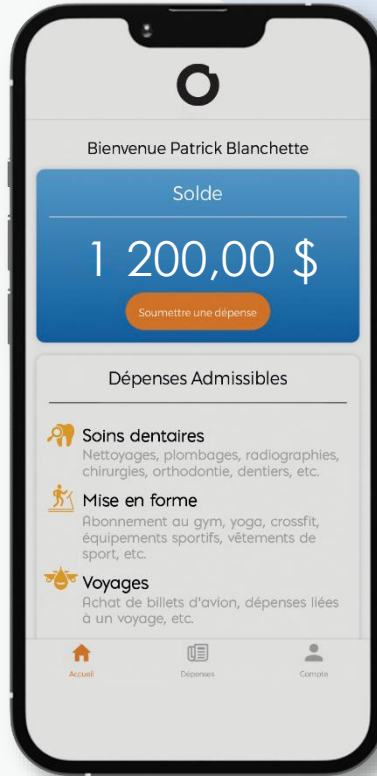 Bienvenue Patrick Blanchette
Solde
1 200,00 $
Soumettre une dépense
Dépenses Admissibles
Soins dentaires
Nettoyages, plombages, radiographies,
chirurgies, orthodontie, dentiers, etc.
Mise en forme
Abonnement au gym, yoga, crossfit,
équipements sportifs, vêtements de
sport, etc.
Voyages
Achat de billets d'avion, dépenses liées
à un voyage, etc.
Accueil
Dépenses
Compte